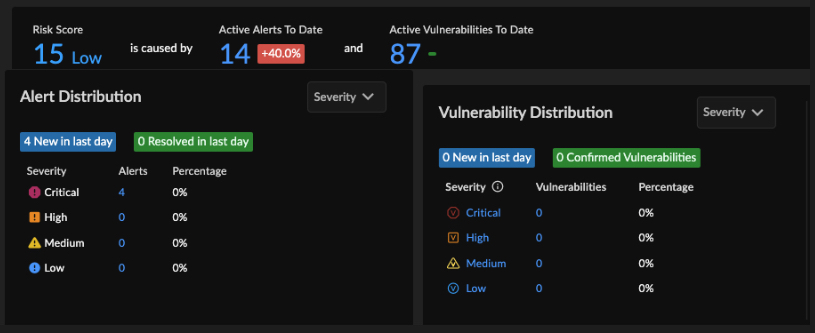 Risk Score
15 Low
is caused by
Active Alerts To Date
14 +40.0%
and
Active Vulnerabilities To Date
87 -
Alert Distribution
Severity
4 New in last day
0 Resolved in last day
Severity Alerts Percentage
Critical 4 0%
High 0 0%
Medium 0 0%
Low 0 0%
Vulnerability Distribution
Severity
0 New in last day
0 Confirmed Vulnerabilities
Severity Vulnerabilities Percentage
Critical 0 0%
High 0 0%
Medium 0 0%
Low 0 0%